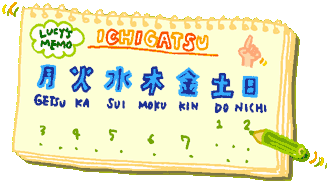 LUCY'S
MEMO
ICHIGATSU
月 火 水 木 金 土 日
GETSU KA SUI MOKU KIN DO NICHI
1 2
3 4 5 6 7